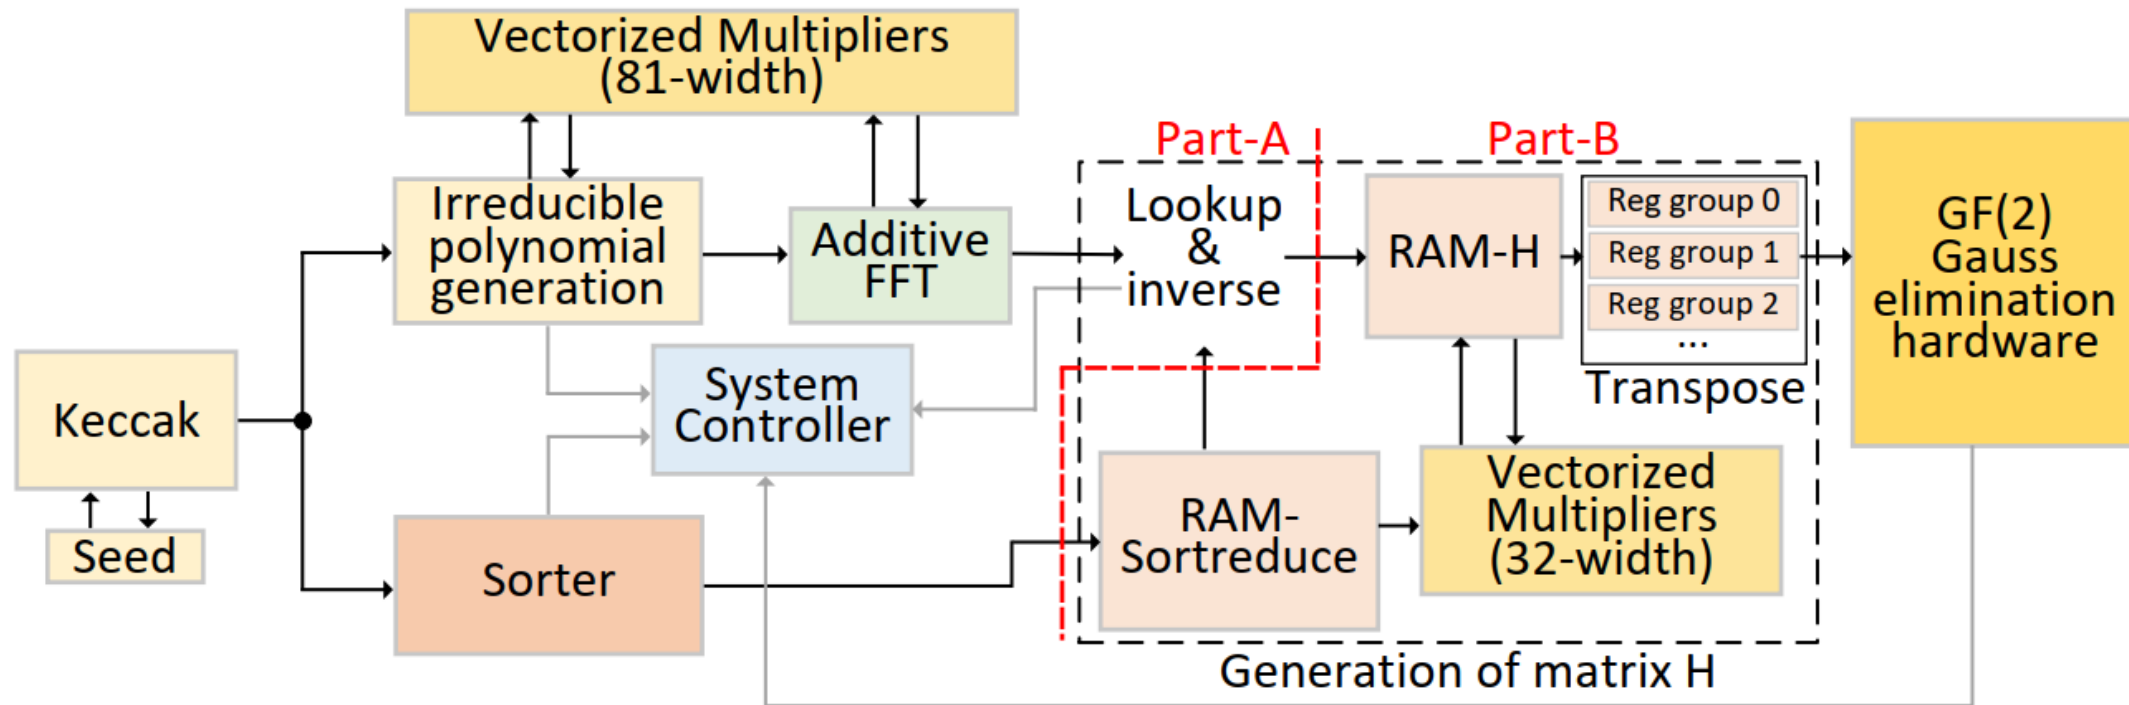 Vectorized Multipliers
(81-width)
Part-A
Part-B
Irreducible
polynomial
generation
Additive
FFT
Lookup
&
inverse
RAM-H
Reg group 0
Reg group 1
Reg group 2
...
Transpose
GF(2)
Gauss
elimination
hardware
Keccak
Seed
System
Controller
Sorter
RAM-
Sortreduce
Vectorized
Multipliers
(32-width)
Generation of matrix H